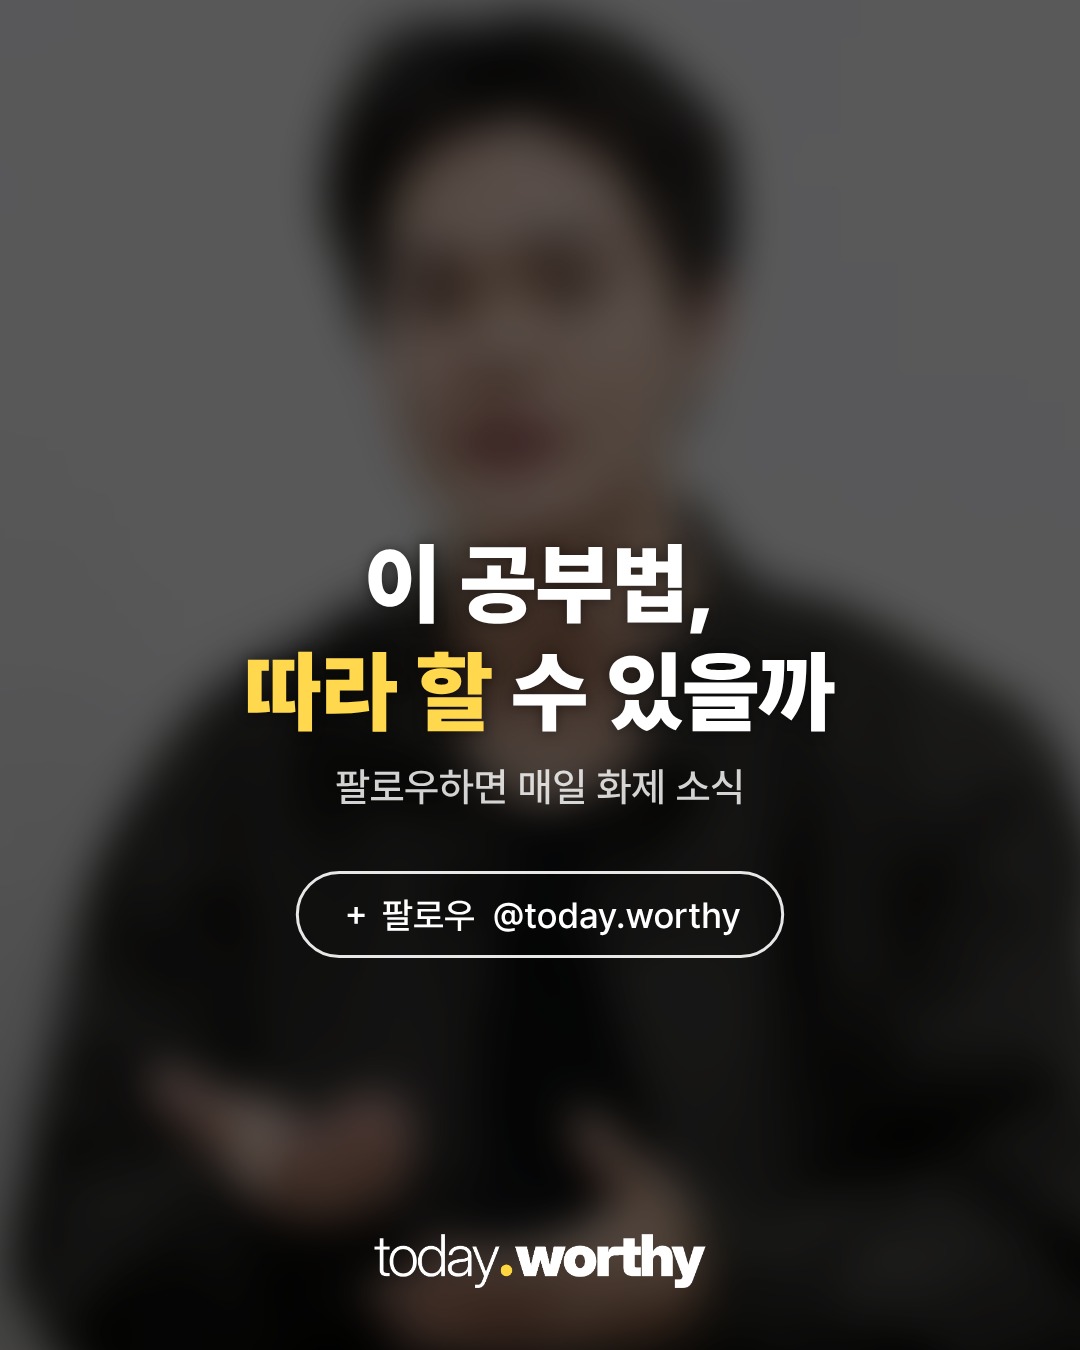 이 공부법,
따라 할 수 있을까
팔로우하면 매일 화제 소식
+ 팔로우 @today.worthy
today.worthy